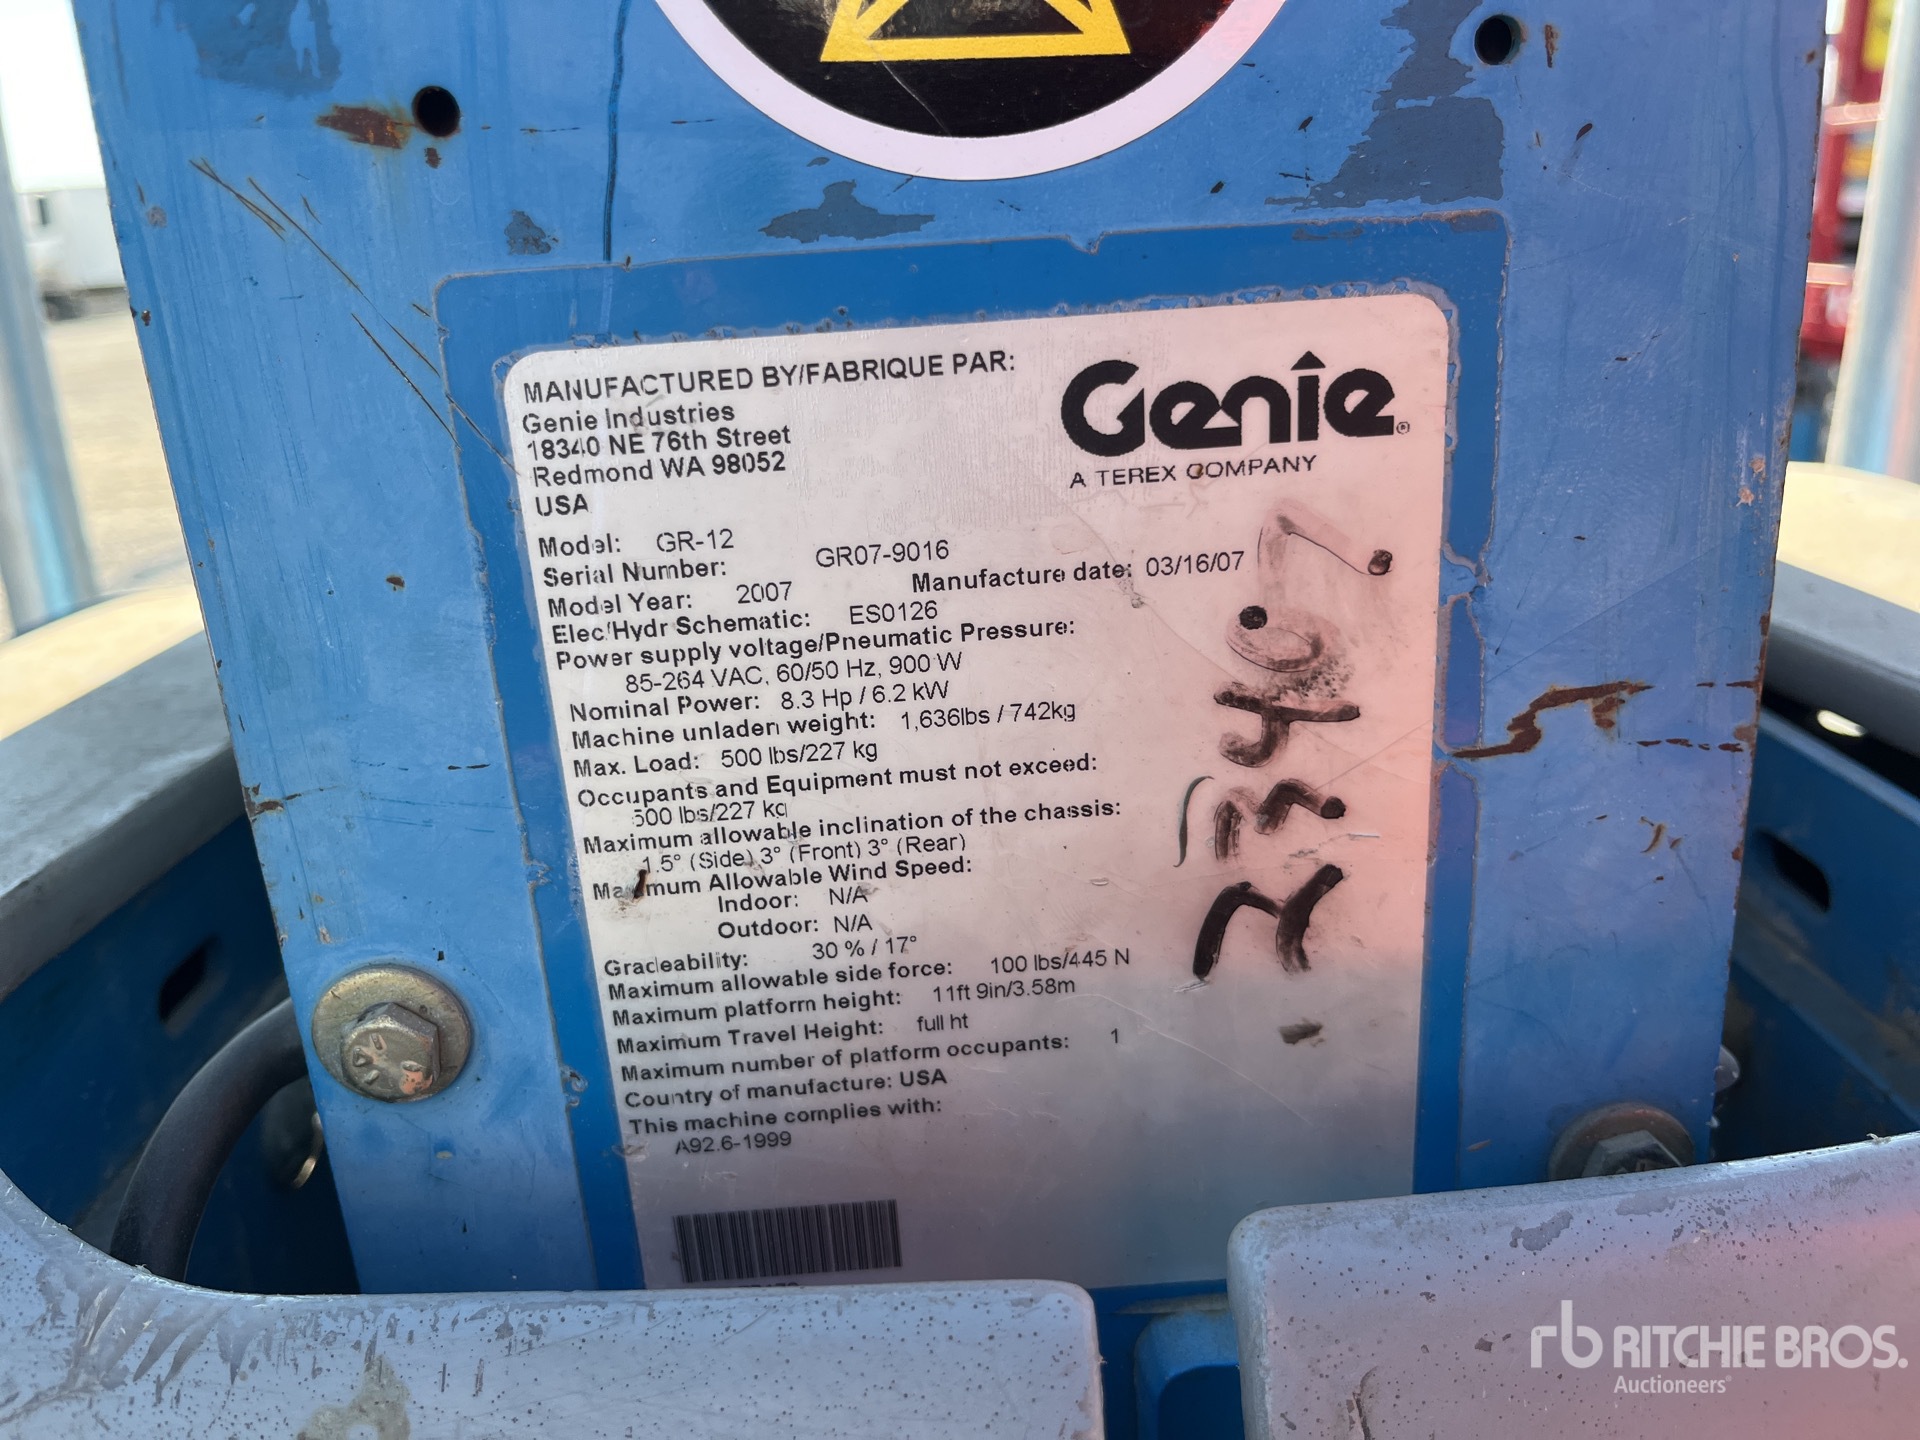 MANUFACTURED BY/FABRIQUE PAR:
Genie Industries
18340 NE 76th Street
Redmond WA 98052
USA
Genie®
A TEREX COMPANY
Model: GR-12
Serial Number: GR07-9016
Model Year: 2007 Manufacture date: 03/16/07
Elec/Hydr Schematic: ES0126
Power supply voltage/Pneumatic Pressure:
85-264 VAC, 60/50 Hz, 900 W
Nominal Power: 8.3 Hp / 6.2 kW
Machine unladen weight: 1,636lbs / 742kg
Max. Load: 500 lbs/227 kg
Occupants and Equipment must not exceed:
500 lbs/227 kg
Maximum allowable inclination of the chassis:
1.5° (Side) 3° (Front) 3° (Rear)
Maximum Allowable Wind Speed:
Indoor: N/A
Outdoor: N/A
Gradeability: 30 % / 17°
Maximum allowable side force: 100 lbs/445 N
Maximum platform height: 11ft 9in/3.58m
Maximum Travel Height: full ht
Maximum number of platform occupants: 1
Country of manufacture: USA
This machine complies with:
A92.6-1999
rb RITCHIE BROS.
Auctioneers